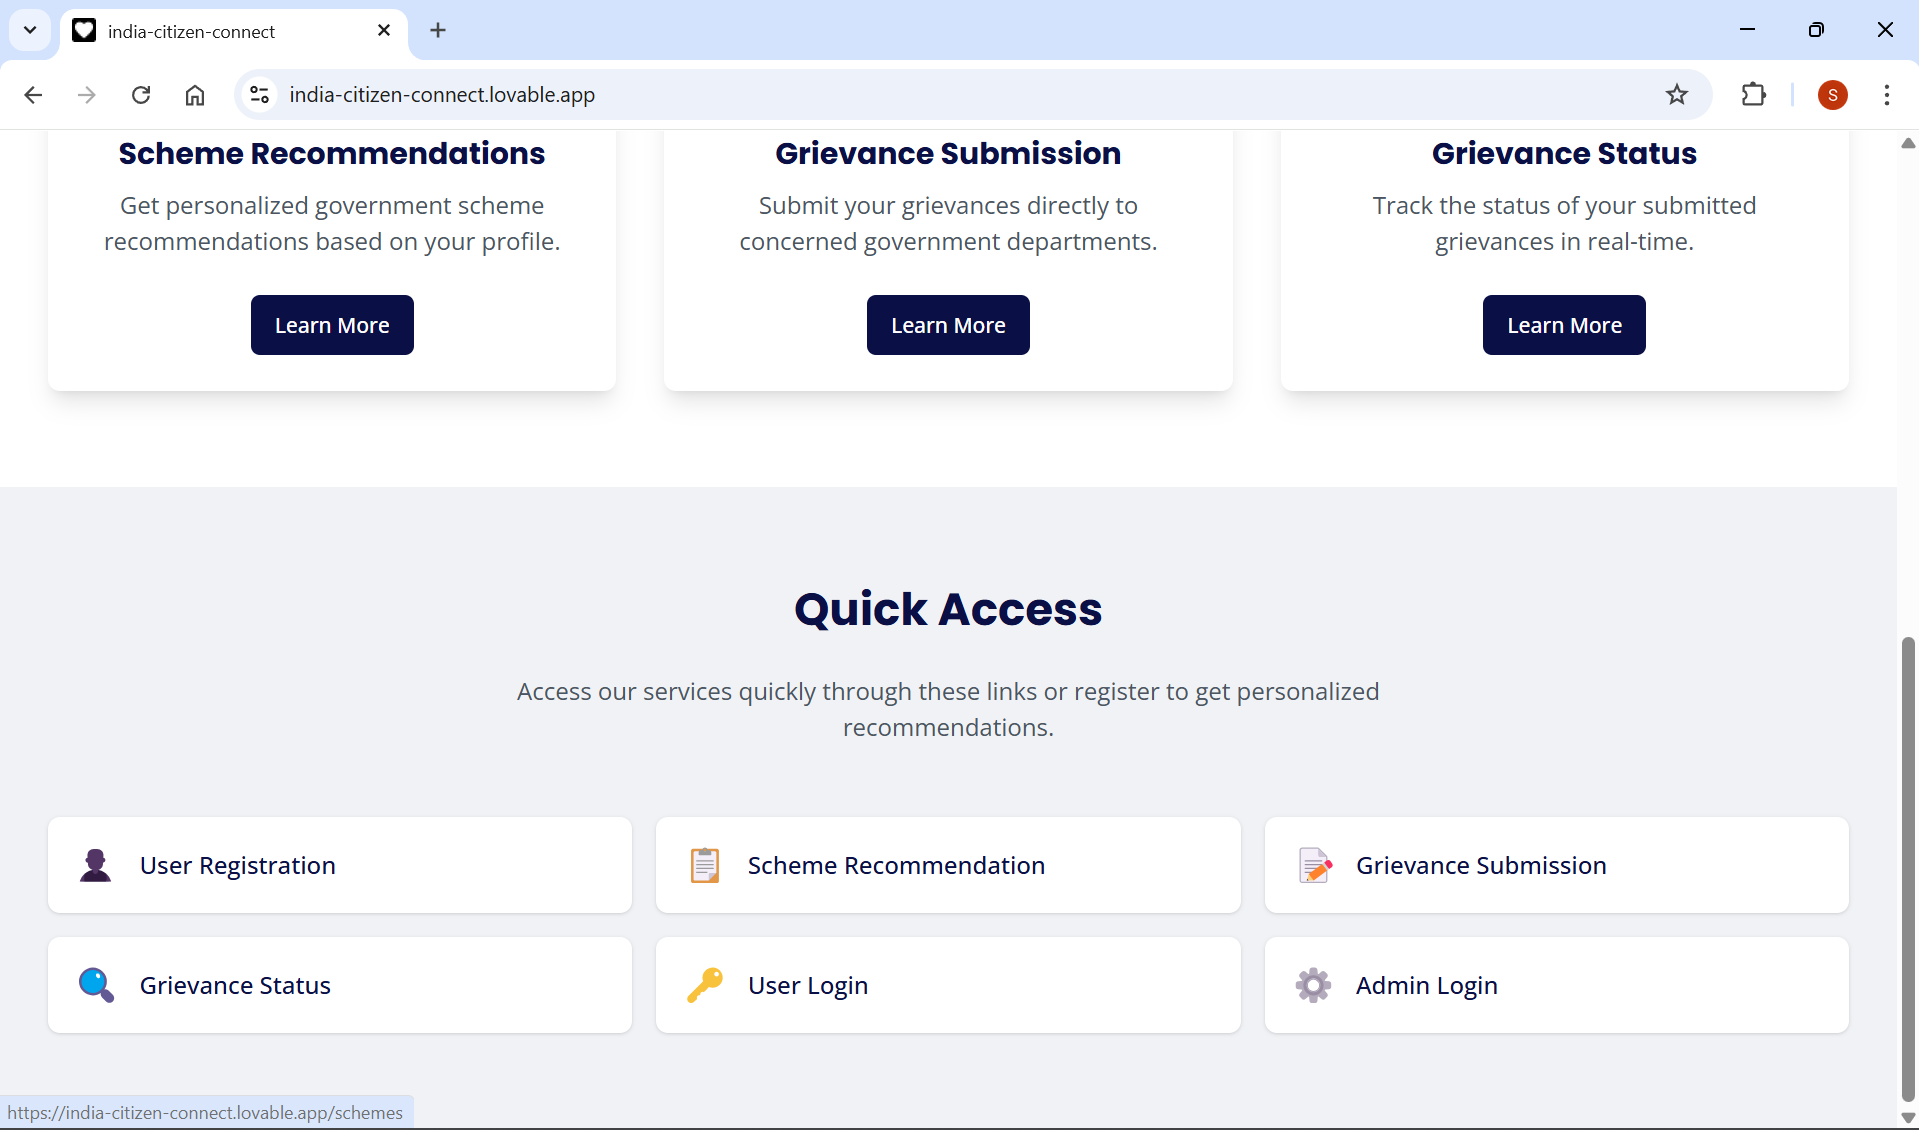 india-citizen-connect
india-citizen-connect.lovable.app
S
Scheme Recommendations
Get personalized government scheme
recommendations based on your profile.
Learn More
Grievance Submission
Submit your grievances directly to
concerned government departments.
Learn More
Grievance Status
Track the status of your submitted
grievances in real-time.
Learn More
Quick Access
Access our services quickly through these links or register to get personalized
recommendations.
User Registration
Scheme Recommendation
Grievance Submission
Grievance Status
User Login
Admin Login
https://india-citizen-connect.lovable.app/schemes